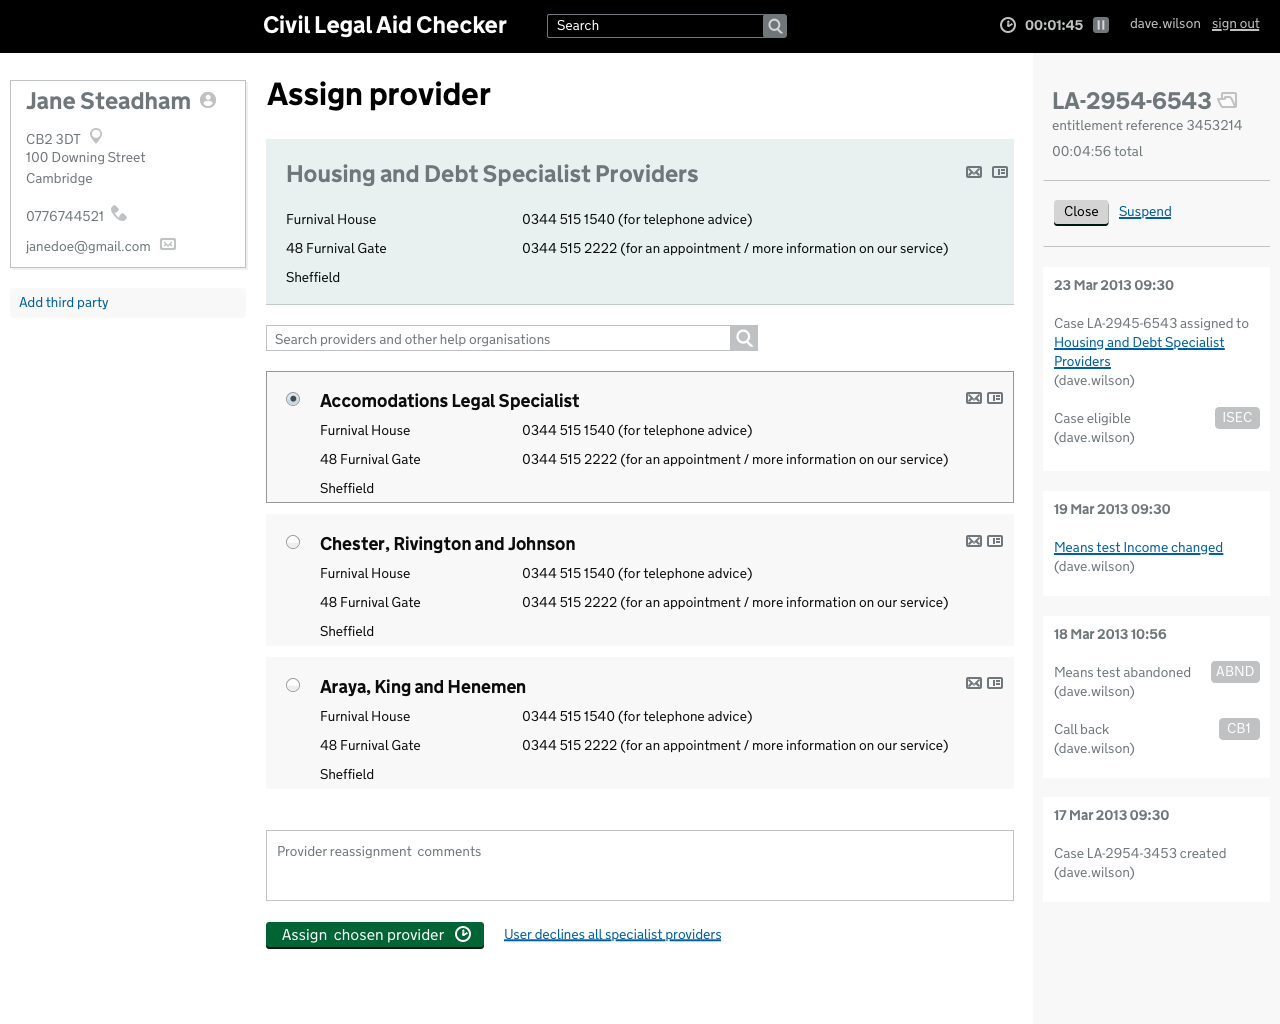 Civil Legal Aid Checker
Search
00:01:45
dave.wilson sign out
Jane Steadham
CB2 3DT
100 Downing Street
Cambridge
0776744521
janedoe@gmail.com
Add third party
Assign provider
Housing and Debt Specialist Providers
Furnival House 0344 515 1540 (for telephone advice)
48 Furnival Gate 0344 515 2222 (for an appointment / more information on our service)
Sheffield
Search providers and other help organisations
Accomodations Legal Specialist
Furnival House 0344 515 1540 (for telephone advice)
48 Furnival Gate 0344 515 2222 (for an appointment / more information on our service)
Sheffield
Chester, Rivington and Johnson
Furnival House 0344 515 1540 (for telephone advice)
48 Furnival Gate 0344 515 2222 (for an appointment / more information on our service)
Sheffield
Araya, King and Henemen
Furnival House 0344 515 1540 (for telephone advice)
48 Furnival Gate 0344 515 2222 (for an appointment / more information on our service)
Sheffield
Provider reassignment comments
Assign chosen provider
User declines all specialist providers
LA-2954-6543
entitlement reference 3453214
00:04:56 total
Close Suspend
23 Mar 2013 09:30
Case LA-2945-6543 assigned to
Housing and Debt Specialist
Providers
(dave.wilson)
Case eligible ISEC
(dave.wilson)
19 Mar 2013 09:30
Means test Income changed
(dave.wilson)
18 Mar 2013 10:56
Means test abandoned ABND
(dave.wilson)
Call back CB1
(dave.wilson)
17 Mar 2013 09:30
Case LA-2954-3453 created
(dave.wilson)